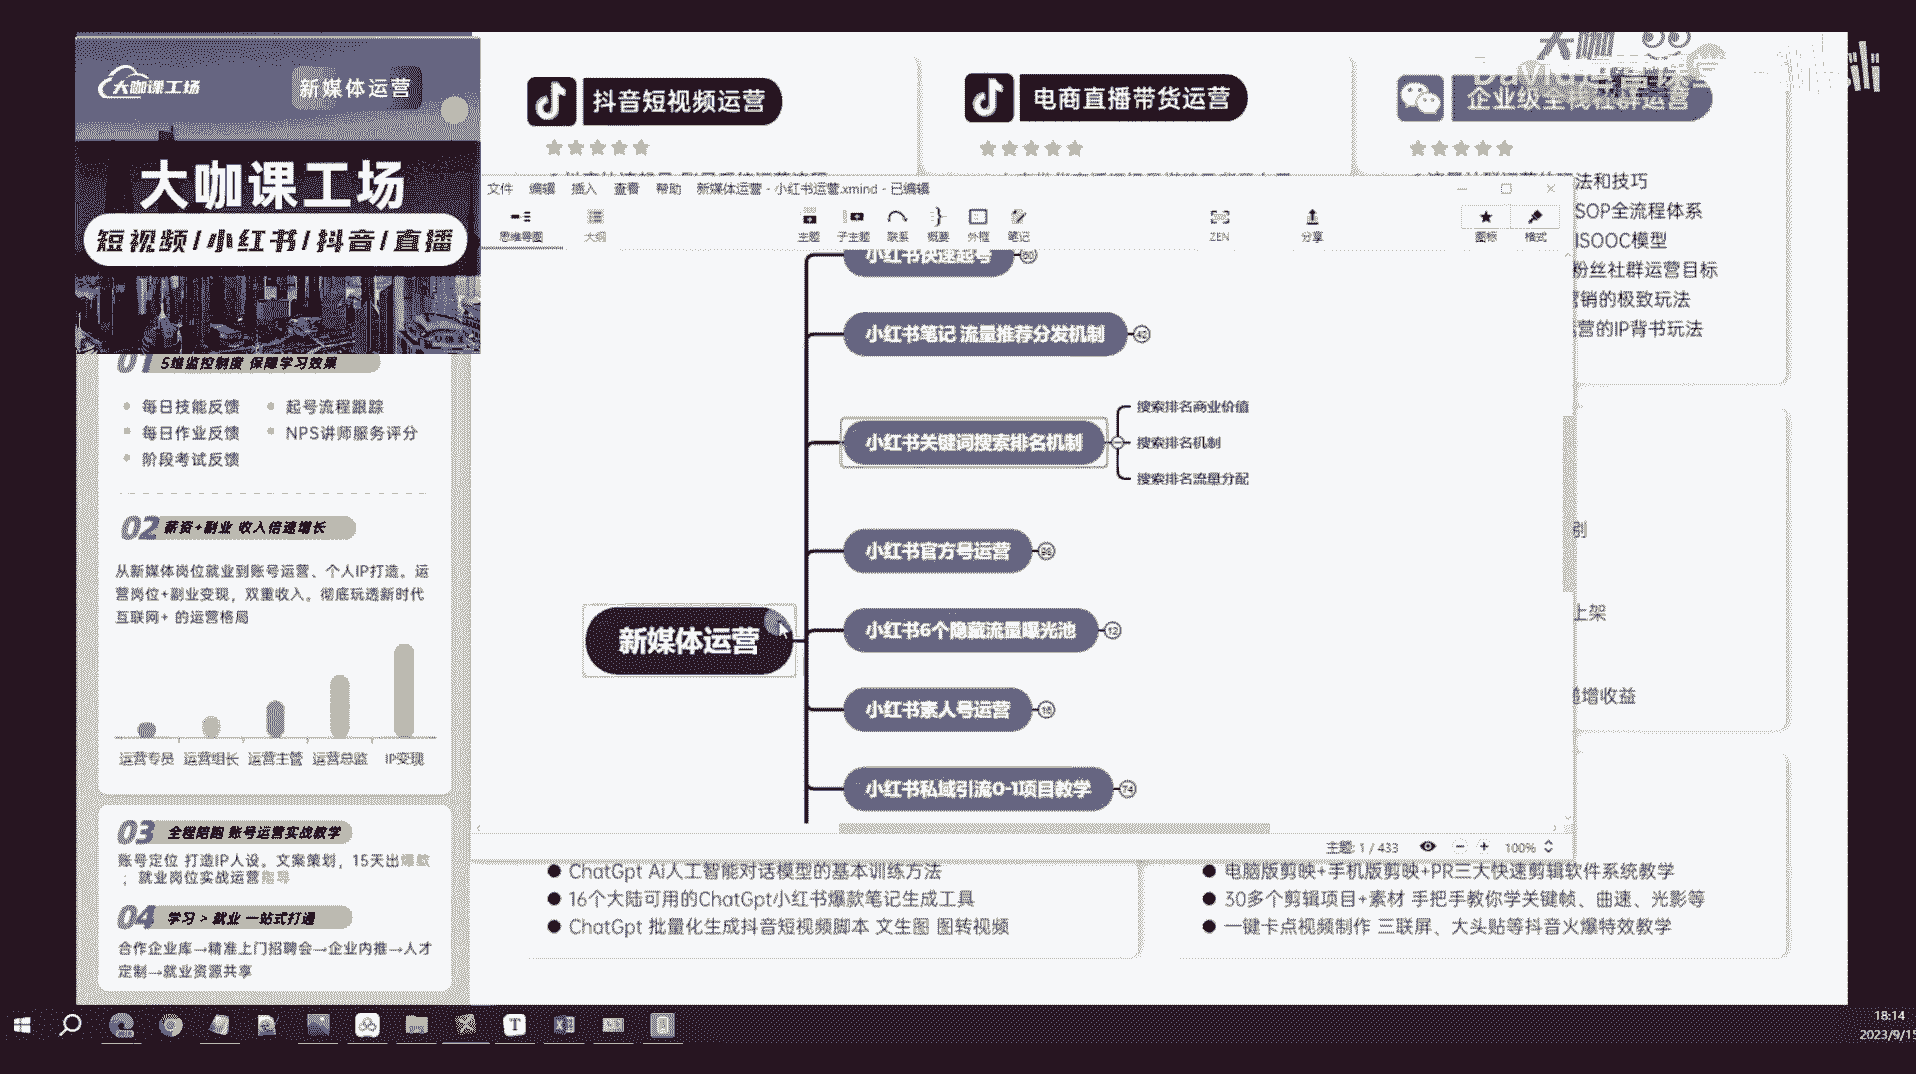 大咖课工场
新媒体运营
大咖课工场
短视频/小红书/抖音/直播
01 5维监控制度 保障学习效果
每日技能反馈
起号流程跟踪
每日作业反馈
NPS讲师服务评分
阶段考试反馈
02 薪资+副业 收入倍速增长
从新媒体岗位就业到账号运营、个人IP打造。运
营岗位+副业变现，双重收入。彻底玩透新时代
互联网+ 的运营格局
运营专员 运营组长 运营主管 运营总监 IP变现
03 全程陪跑 账号运营实战教学
账号定位 打造IP人设。文案策划，15天出爆款
；就业岗位实战运营指导
04 学习 > 就业 一站式打通
合作企业库→精准上门招聘会→企业内推→人才
定制→就业资源共享
抖音短视频运营
电商直播带货运营
企业级全栈社群运营
大咖
法和技巧
SOP全流程体系
ISOOC模型
粉丝社群运营目标
营销的极致玩法
运营的IP背书玩法
文件 编辑 插入 查看 帮助 新媒体运营 - 小红书运营.xmind - 已编辑
思维导图 大纲 主题 子主题 联系 概要 外框 笔记 ZEN 分享 图标 格式
小红书快速起号
小红书笔记 流量推荐分发机制 42
小红书关键词搜索排名机制
搜索排名商业价值
搜索排名机制
搜索排名流量分配
小红书官方号运营
新媒体运营
小红书6个隐藏流量曝光池 12
小红书素人号运营
小红书私域引流0-1项目教学 74
上架
增收益
主题: 1 / 433
100%
ChatGpt Ai人工智能对话模型的基本训练方法
16个大陆可用的ChatGpt小红书爆款笔记生成工具
ChatGpt 批量化生成抖音短视频脚本 文生图 图转视频
电脑版剪映+手机版剪映+PR三大快速剪辑软件系统教学
30多个剪辑项目+素材 手把手教你学关键帧、曲速、光影等
一键卡点视频制作 三联屏、大头贴等抖音火爆特效教学
18:14
2023/9/15